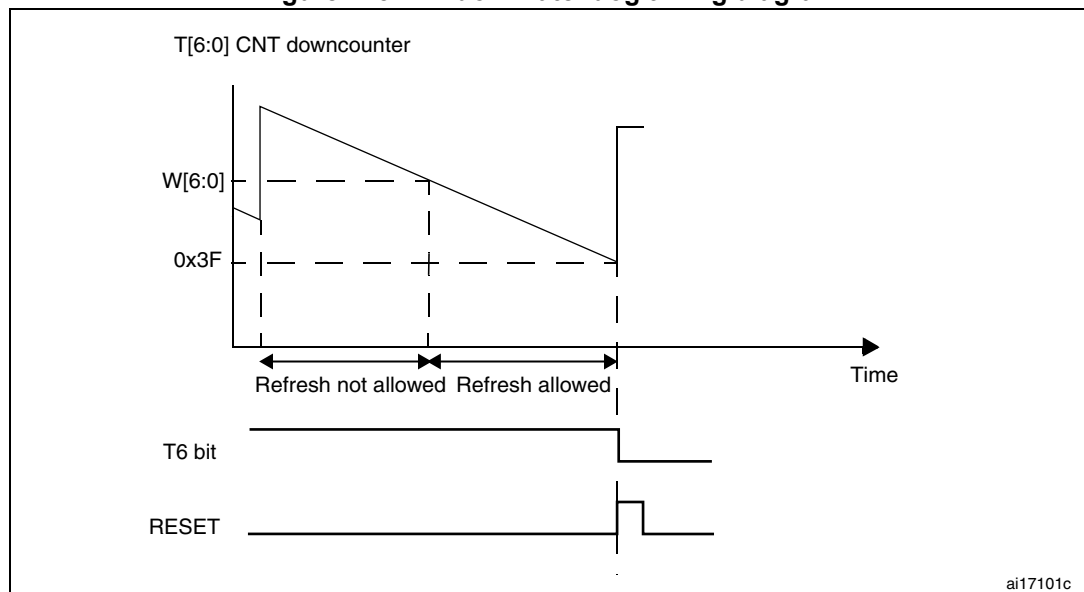 T[6:0] CNT downcounter
W[6:0]
0x3F
Refresh not allowed Refresh allowed
Time
T6 bit
RESET
ai17101c